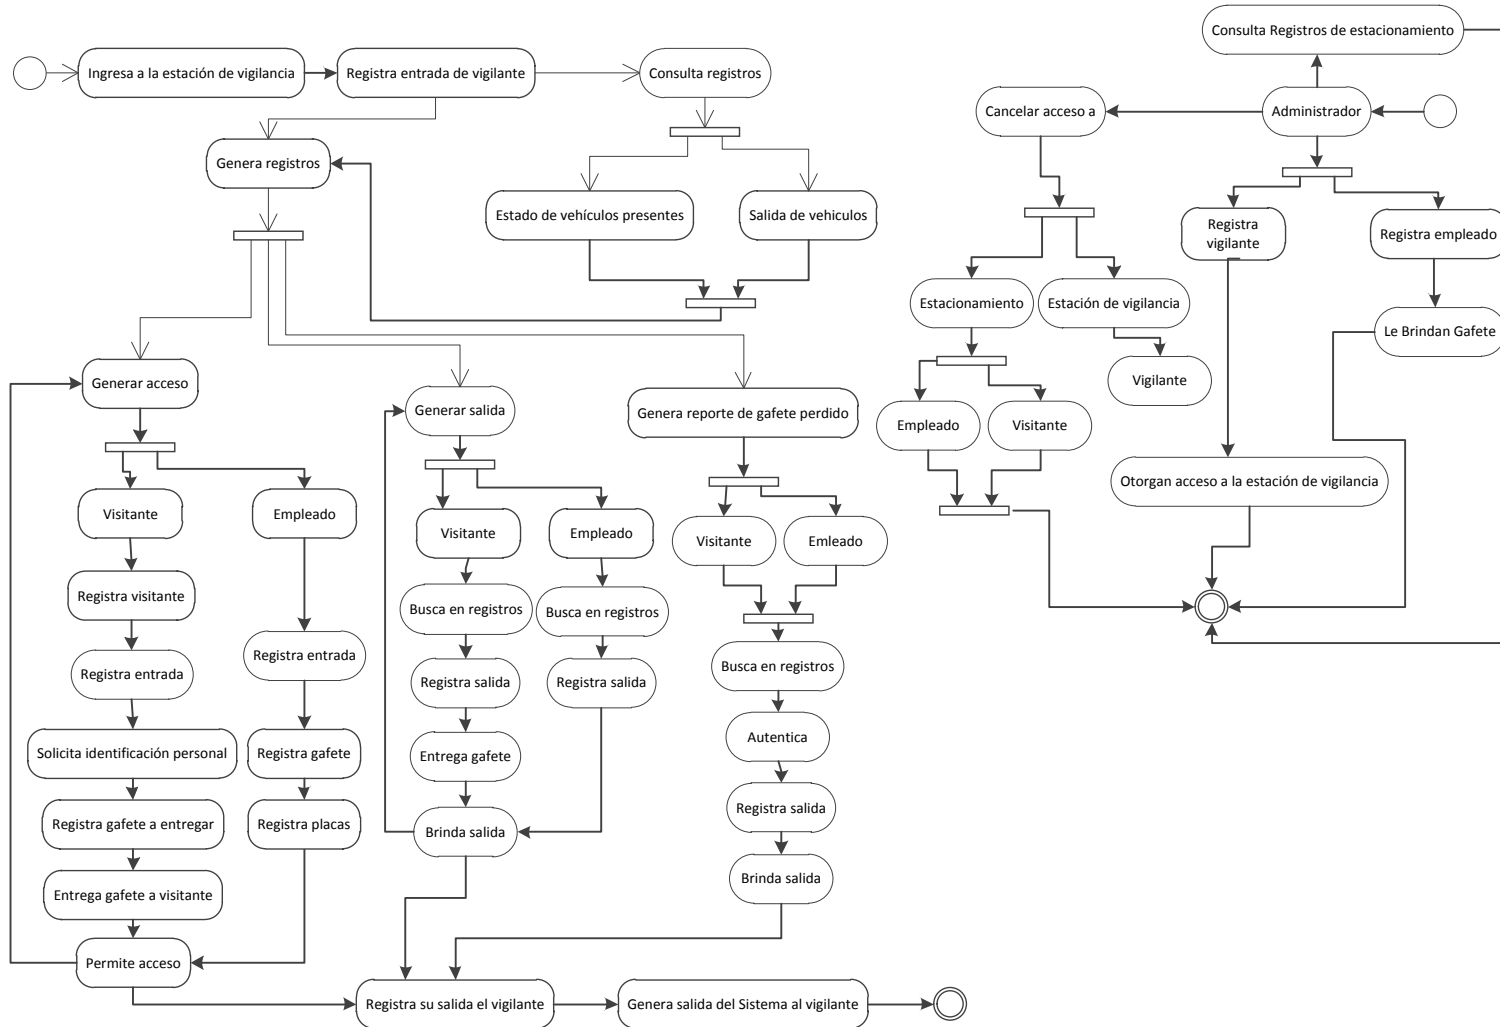 Consulta Registros de estacionamiento
Ingresa a la estación de vigilancia
Registra entrada de vigilante
Consulta registros
Cancelar acceso a
Administrador
Genera registros
Estado de vehículos presentes
Salida de vehiculos
Registra
vigilante
Registra empleado
Estacionamiento
Estación de vigilancia
Le Brindan Gafete
Generar acceso
Generar salida
Genera reporte de gafete perdido
Vigilante
Empleado
Visitante
Otorgan acceso a la estación de vigilancia
Visitante
Empleado
Visitante
Empleado
Visitante
Emleado
Registra visitante
Busca en registros
Busca en registros
Registra entrada
Registra entrada
Registra salida
Registra salida
Busca en registros
Solicita identificación personal
Registra gafete
Entrega gafete
Autentica
Registra gafete a entregar
Registra placas
Brinda salida
Registra salida
Entrega gafete a visitante
Brinda salida
Permite acceso
Registra su salida el vigilante
Genera salida del Sistema al vigilante